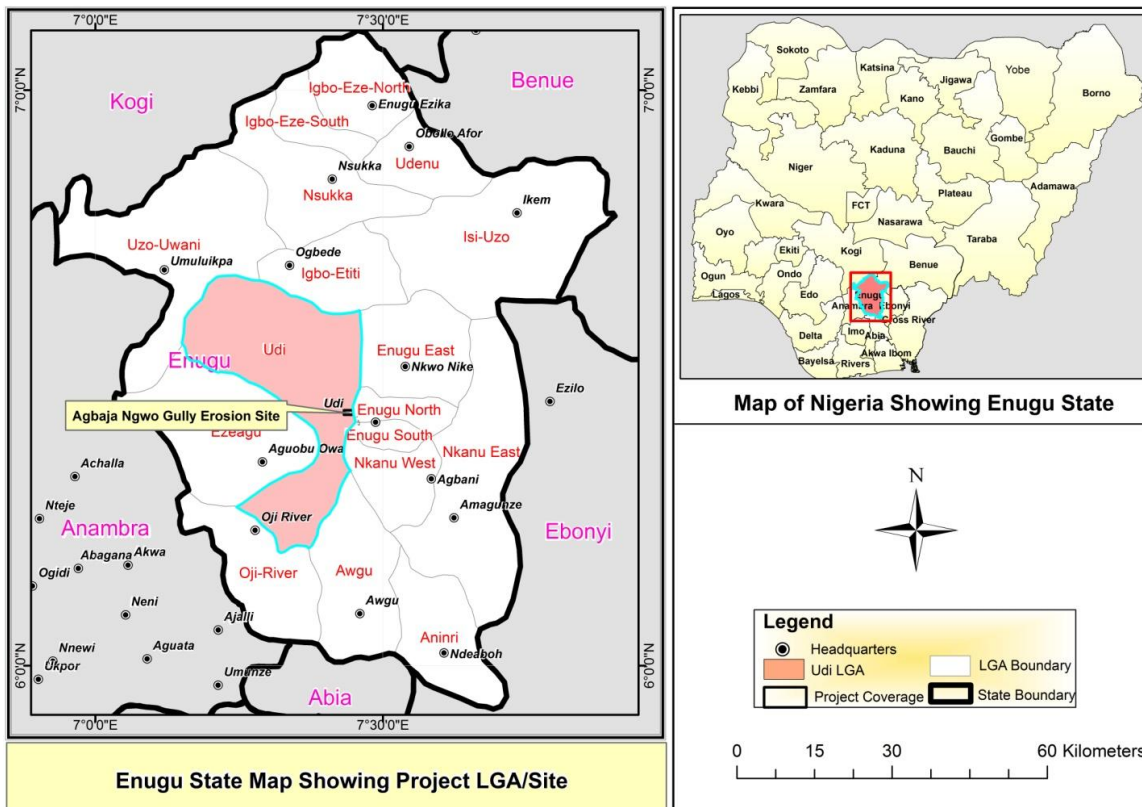 7°0'0"E
7°30'0"E
7°0'0"N
6°0'0"N
Kogi
Benue
Igbo-Eze-North
Enugu Ezika
Igbo-Eze-South
Obollo Afor
Udenu
Nsukka
Nsukka
Ikem
Isi-Uzo
Uzo-Uwani
Umuluikpa
Ogbede
Igbo-Etiti
Udi
Enugu
Enugu East
Nkwo Nike
Ezilo
Udi
Agbaja Ngwo Gully Erosion Site
Enugu North
Ezeagu
Enugu South
Aguobu Owa
Nkanu West
Nkanu East
Achalla
Agbani
Nteje
Amagunze
Anambra
Oji River
Ebonyi
Abagana
Akwa
Ogidi
Oji-River
Awgu
Neni
Awgu
Ajalli
Aninri
Nnewi
Aguata
Ndeaboh
Ukpor
Umunze
Abia
7°0'0"N
6°0'0"N
7°0'0"E
7°30'0"E
Enugu State Map Showing Project LGA/Site
Sokoto
Katsina
Jigawa
Yobe
Kebbi
Zamfara
Kano
Borno
Gombe
Kaduna
Bauchi
Niger
Adamawa
Plateau
Kwara
FCT
Nasarawa
Oyo
Taraba
Ekiti
Kogi
Benue
Ogun
Ondo
Lagos
Edo
Enugu
Anambra
Ebonyi
Cross River
Delta
Imo
Abia
Bayelsa
Rivers
Akwa Ibom
Map of Nigeria Showing Enugu State
N
Legend
Headquarters
Udi LGA
LGA Boundary
Project Coverage
State Boundary
0 15 30 60 Kilometers